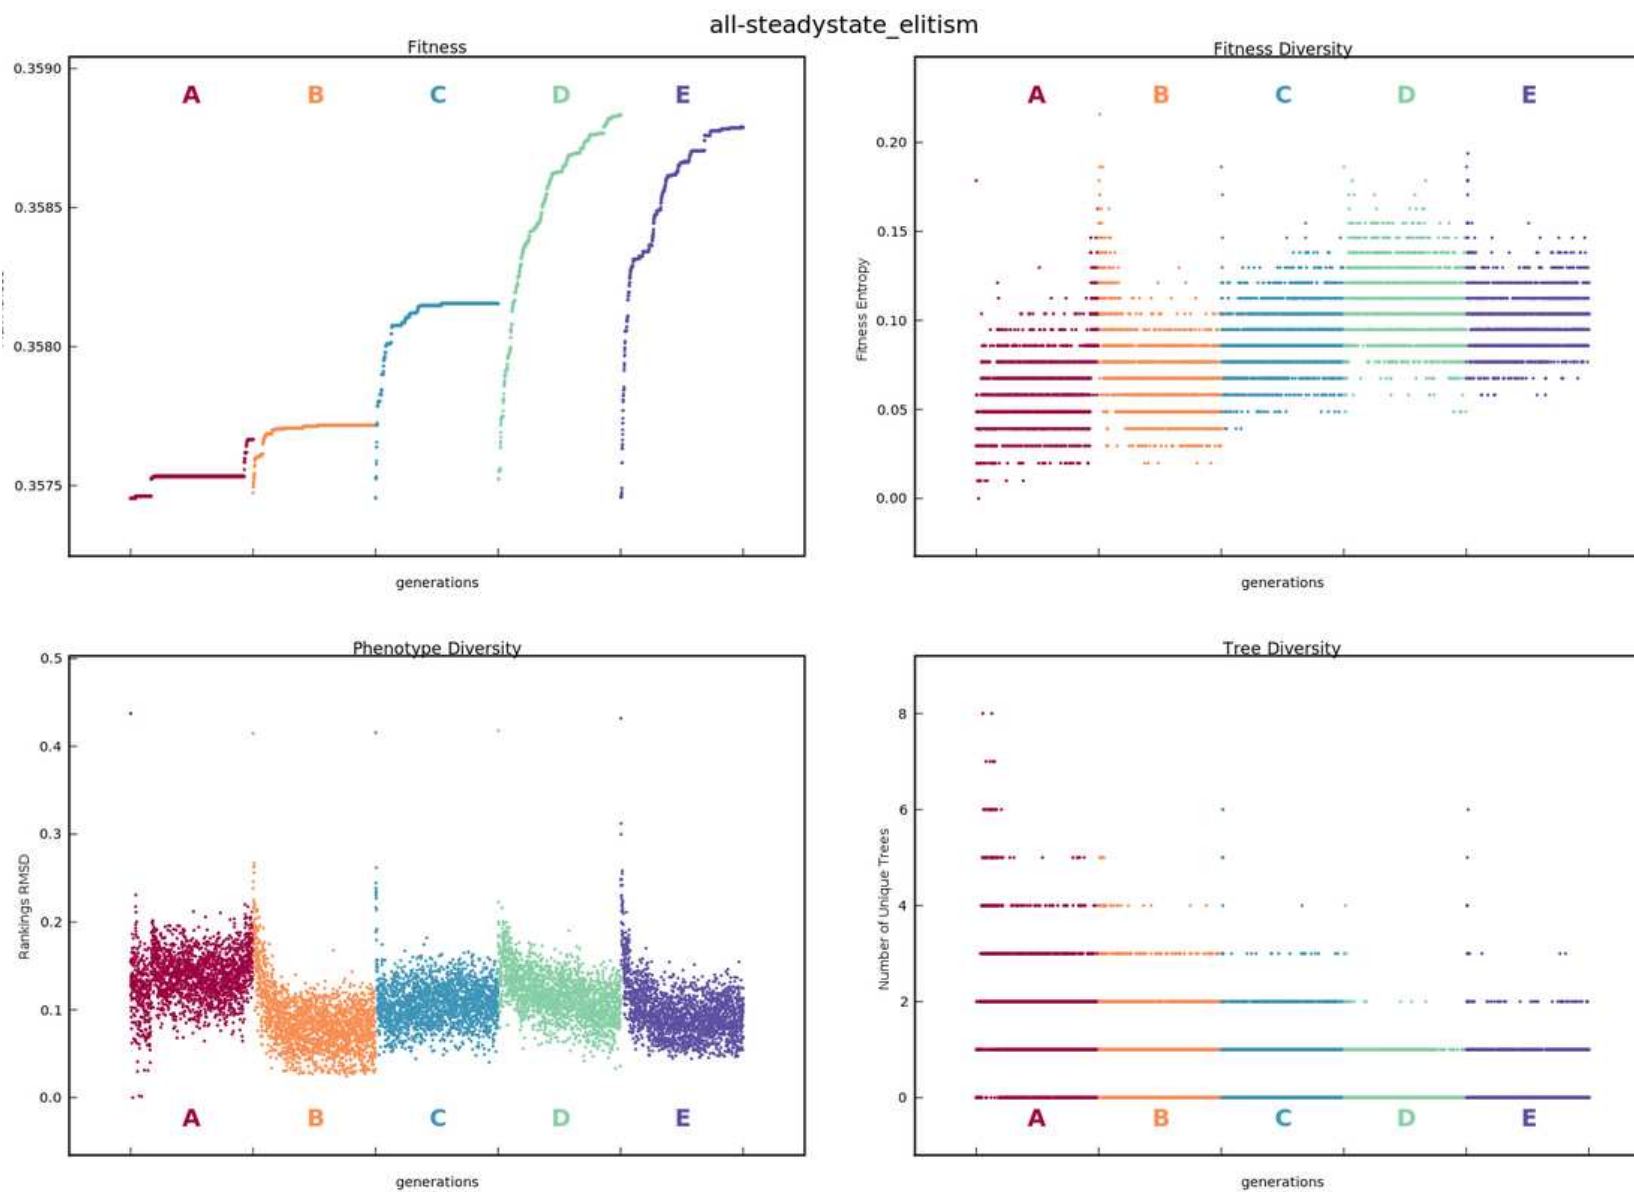 all-steadystate_elitism
Fitness
0.3590
0.3585
0.3580
0.3575
A B C D E
generations
Fitness Diversity
Fitness Entropy
0.20
0.15
0.10
0.05
0.00
A B C D E
generations
Phenotype Diversity
Rankings RMSD
0.5
0.4
0.3
0.2
0.1
0.0
A B C D E
generations
Tree Diversity
Number of Unique Trees
8
6
4
2
0
A B C D E
generations